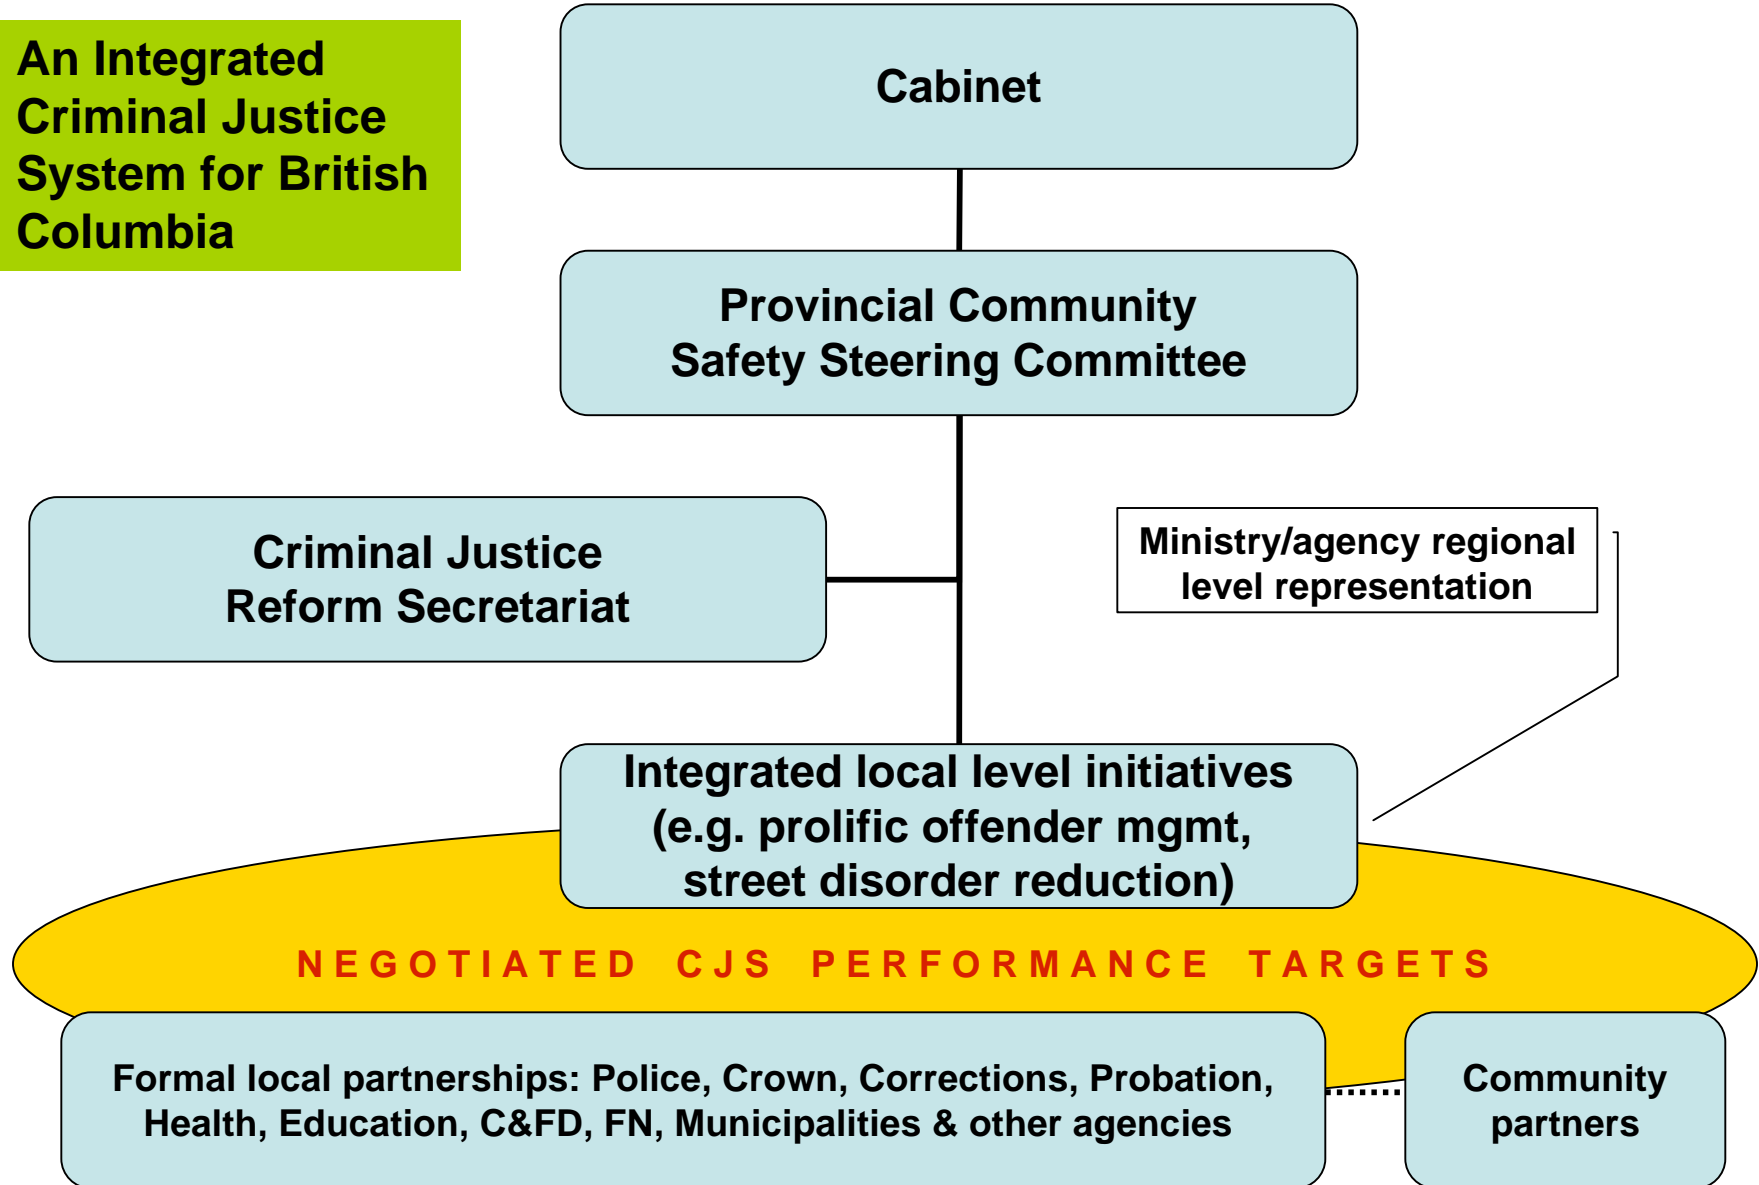 An Integrated
Criminal Justice
System for British
Columbia
Cabinet
Provincial Community
Safety Steering Committee
Criminal Justice
Reform Secretariat
Ministry/agency regional
level representation
Integrated local level initiatives
(e.g. prolific offender mgmt,
street disorder reduction)
NEGOTIATED CJS PERFORMANCE TARGETS
Formal local partnerships: Police, Crown, Corrections, Probation,
Health, Education, C&FD, FN, Municipalities & other agencies
Community
partners